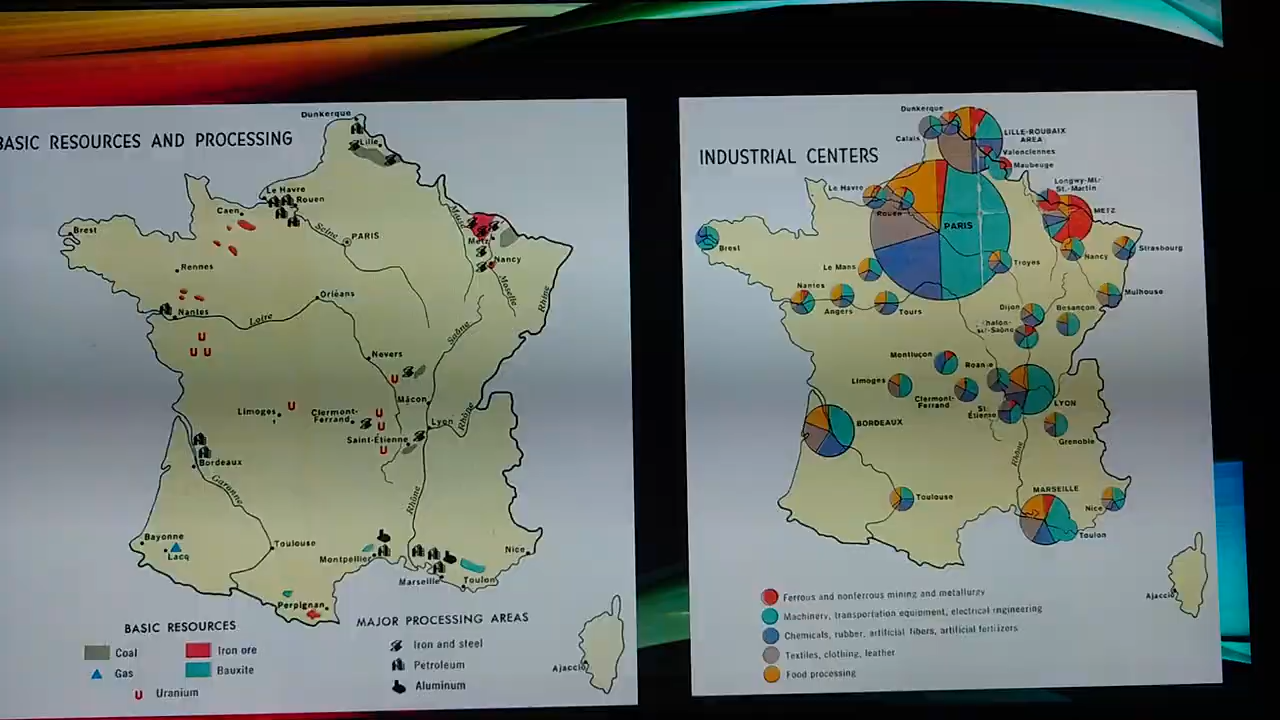 BASIC RESOURCES AND PROCESSING
Dunkerque
Lille
Le Havre
Rouen
Caen
Seine
PARIS
Metz
Nancy
Moselle
Rhine
Brest
Rennes
Orléans
Nantes
Loire
Saône
U
U U
Nevers
U
Mâcon
Limoges
U
Clermont-
Ferrand
U
U
Lyon
Rhône
Saint-Étienne
U
Bordeaux
Garonne
Rhône
Bayonne
Lacq
Toulouse
Montpellier
Nice
Marseille
Toulon
Perpignan
Ajaccio
BASIC RESOURCES
Coal
Iron ore
Gas
Bauxite
U Uranium
MAJOR PROCESSING AREAS
Iron and steel
Petroleum
Aluminum
INDUSTRIAL CENTERS
Dunkerque
Calais
LILLE-ROUBAIX
AREA
Valenciennes
Maubeuge
Longwy-Mt-
St.-Martin
METZ
Le Havre
Rouen
PARIS
Brest
Strasbourg
Nancy
Troyes
Le Mans
Nantes
Angers
Tours
Mulhouse
Dijon
Besançon
Chalon-
sur-Saône
Montluçon
Roanne
Limoges
Clermont-
Ferrand
LYON
St.
Étienne
BORDEAUX
Grenoble
Rhône
Toulouse
MARSEILLE
Nice
Toulon
Ajaccio
Ferrous and nonferrous mining and metallurgy
Machinery, transportation equipment, electrical engineering
Chemicals, rubber, artificial fibers, artificial fertilizers
Textiles, clothing, leather
Food processing